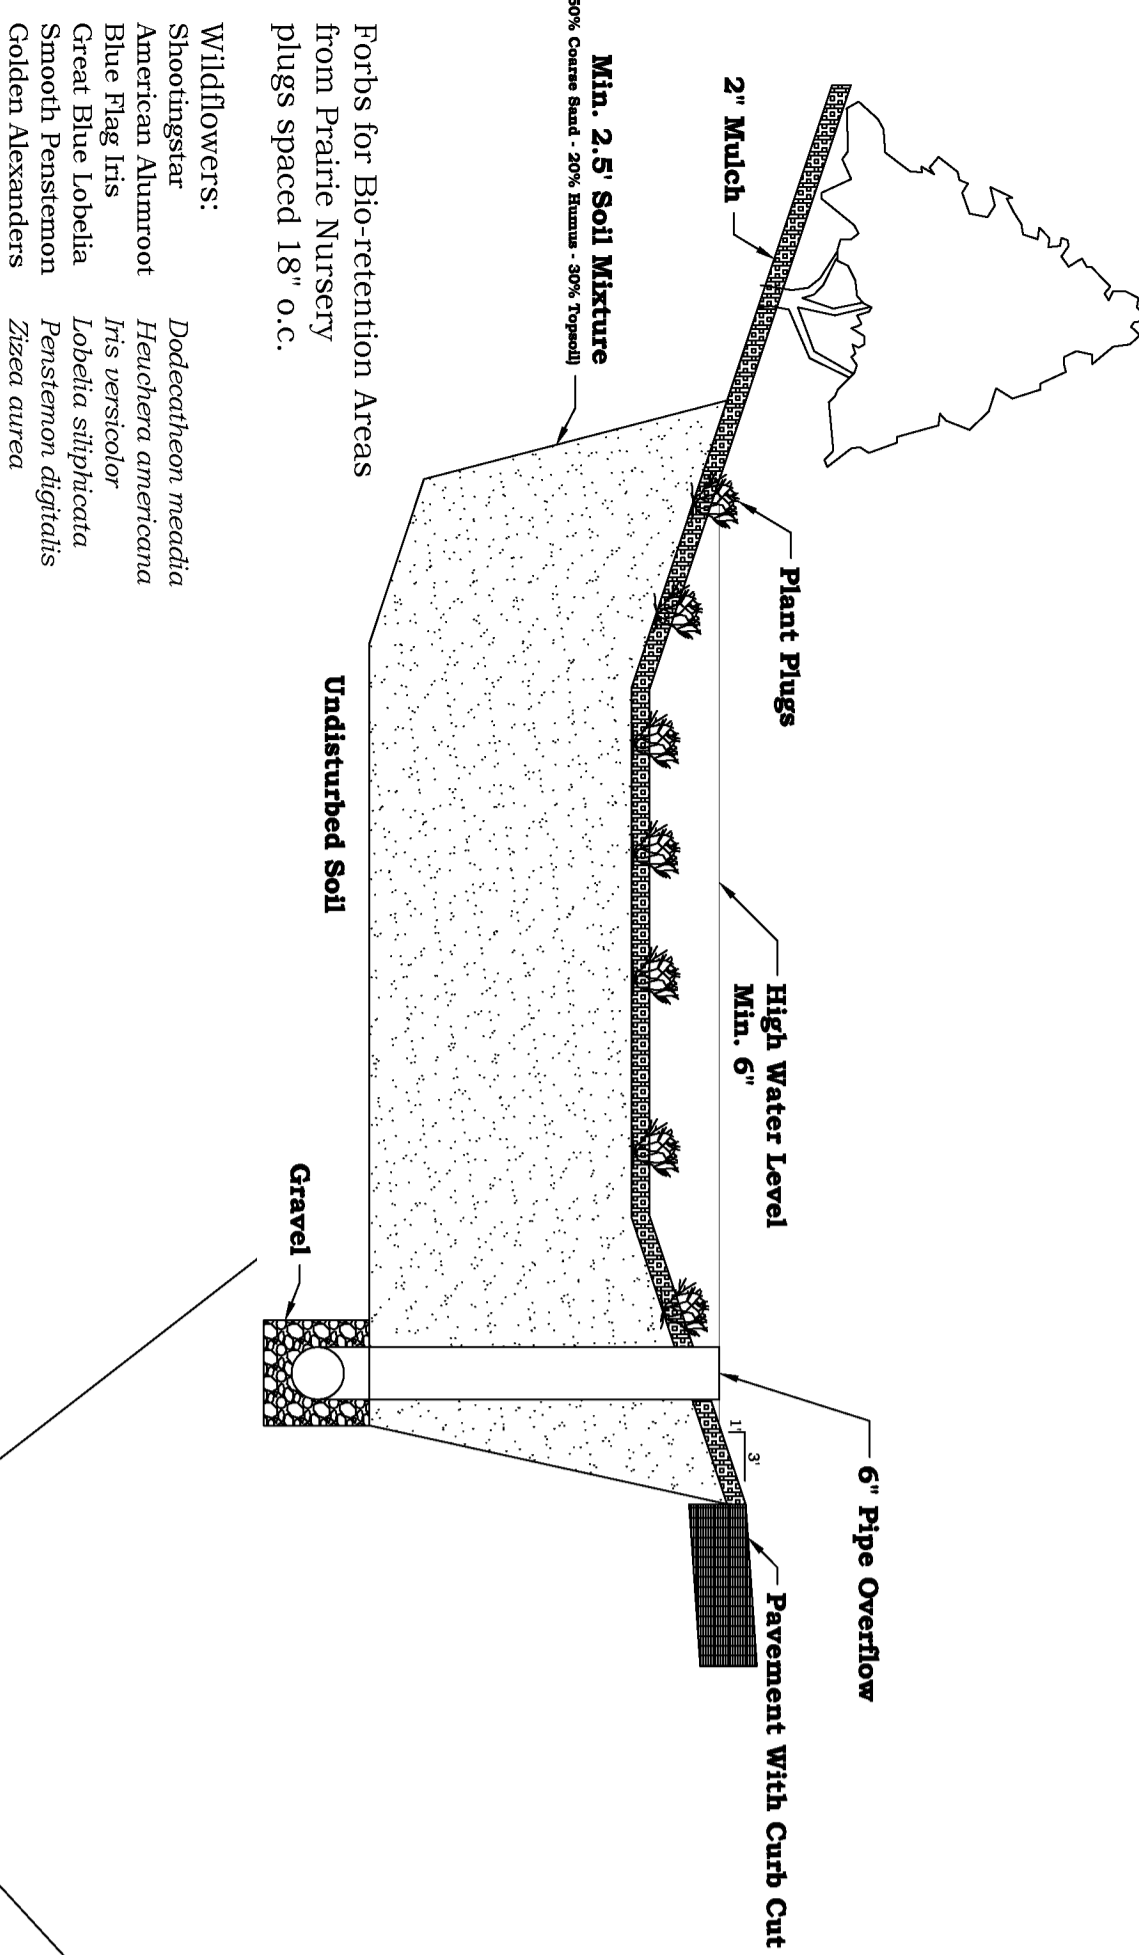 6" Pipe Overflow
High Water Level
Min. 6"
Plant Plugs
Pavement With Curb Cut
2" Mulch
1'
3'
Min. 2.5' Soil Mixture
50% Coarse Sand - 20% Humus - 30% Topsoil)
Undisturbed Soil
Gravel
Forbs for Bio-retention Areas
from Prairie Nursery
plugs spaced 18" o.c.
Wildflowers:
Shootingstar Dodecatheon meadia
American Alumroot Heuchera americana
Blue Flag Iris Iris versicolor
Great Blue Lobelia Lobelia siliphicata
Smooth Penstemon Penstemon digitalis
Golden Alexanders Zizea aurea